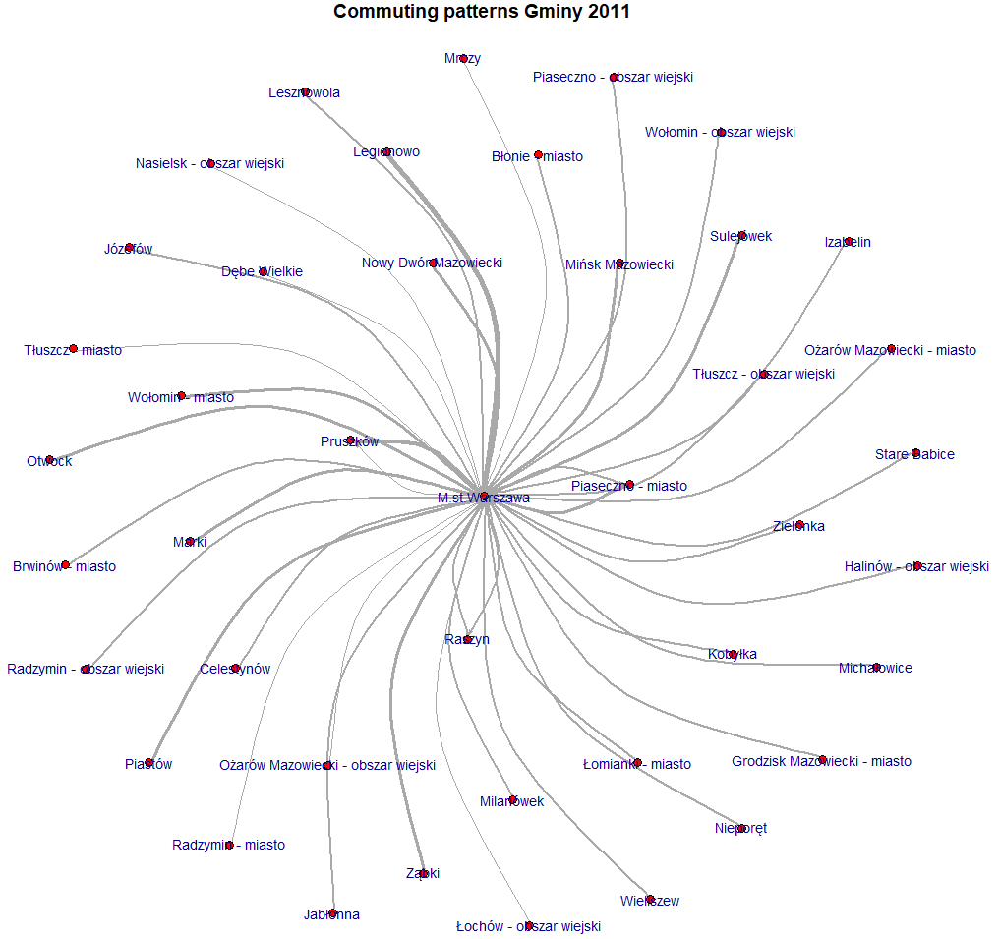 Commuting patterns Gminy 2011
Mrozy
Piaseczno - obszar wiejski
Lesznowola
Wołomin - obszar wiejski
Legionowo
Błonie - miasto
Nasielsk - obszar wiejski
Sulejówek
Izabelin
Józefów
Nowy Dwór Mazowiecki
Mińsk Mazowiecki
Dębe Wielkie
Tłuszcz - miasto
Ożarów Mazowiecki - miasto
Tłuszcz - obszar wiejski
Wołomin - miasto
Pruszków
Stare Babice
Otwock
Piaseczno - miasto
M.st.Warszawa
Zielonka
Marki
Brwinów - miasto
Halinów - obszar wiejski
Raszyn
Kobyłka
Radzymin - obszar wiejski
Celestynów
Michałowice
Piastów
Ożarów Mazowiecki - obszar wiejski
Łomianki - miasto
Grodzisk Mazowiecki - miasto
Milanówek
Nieporęt
Radzymin - miasto
Ząbki
Wieliszew
Jabłonna
Łochów - obszar wiejski